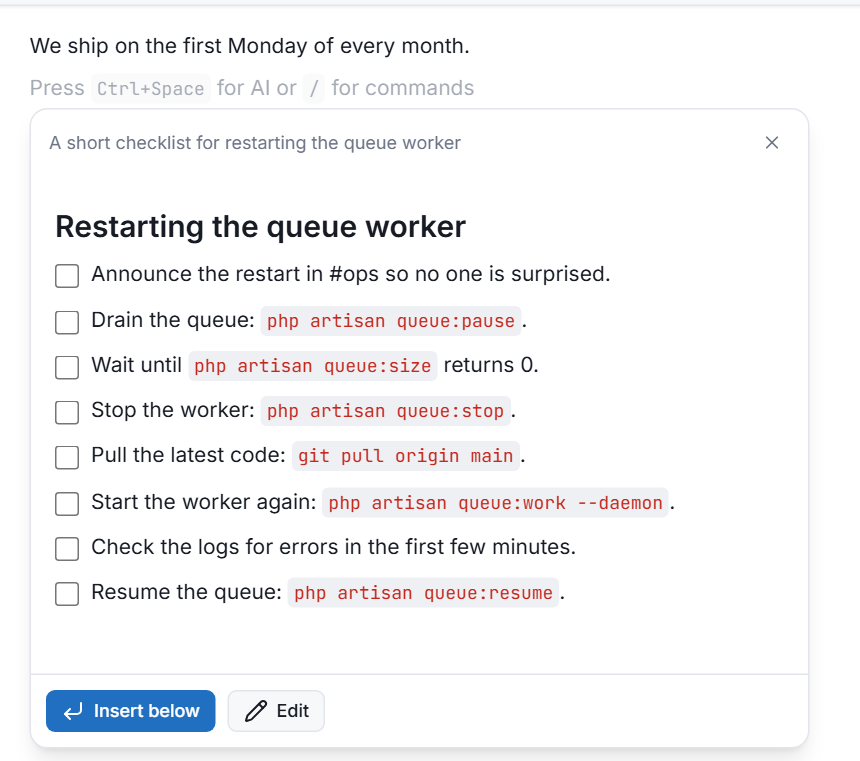 We ship on the first Monday of every month.
Press Ctrl+Space for AI or / for commands
A short checklist for restarting the queue worker
Restarting the queue worker
Announce the restart in #ops so no one is surprised.
Drain the queue: php artisan queue:pause.
Wait until php artisan queue:size returns 0.
Stop the worker: php artisan queue:stop.
Pull the latest code: git pull origin main.
Start the worker again: php artisan queue:work --daemon.
Check the logs for errors in the first few minutes.
Resume the queue: php artisan queue:resume.
Insert below
Edit